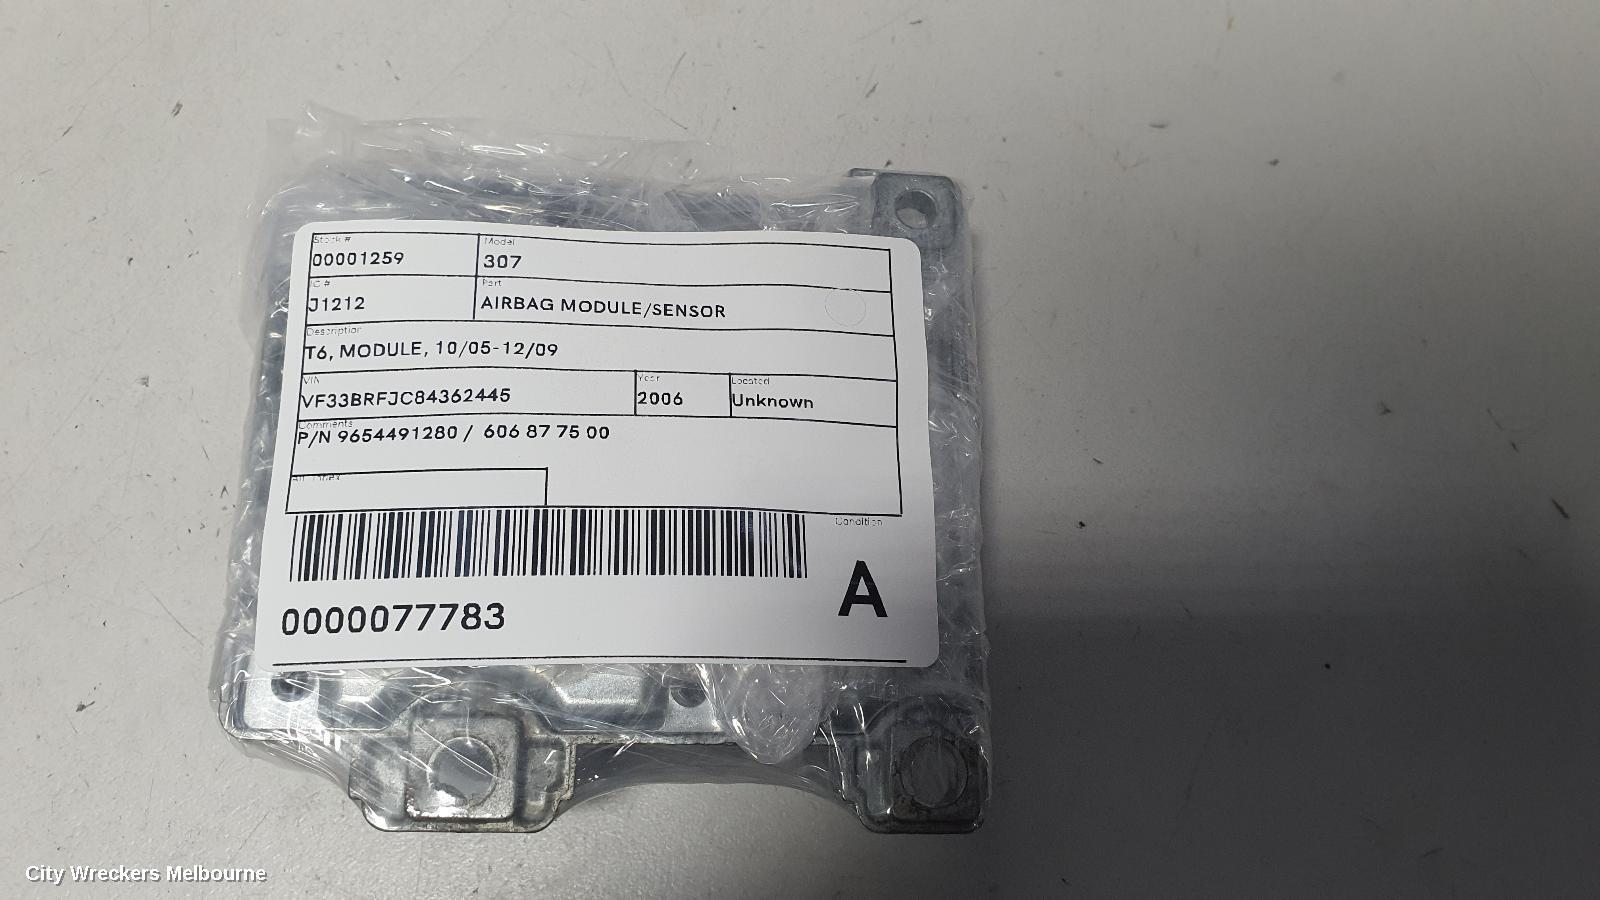 Stock # Model
00001259 307
IC # Part
J1212 AIRBAG MODULE/SENSOR
Description
T6, MODULE, 10/05-12/09
VIN Year Located
VF33BRFJC84362445 2006 Unknown
Comments
P/N 9654491280 / 606 87 75 00
Condition
A
0000077783
City Wreckers Melbourne